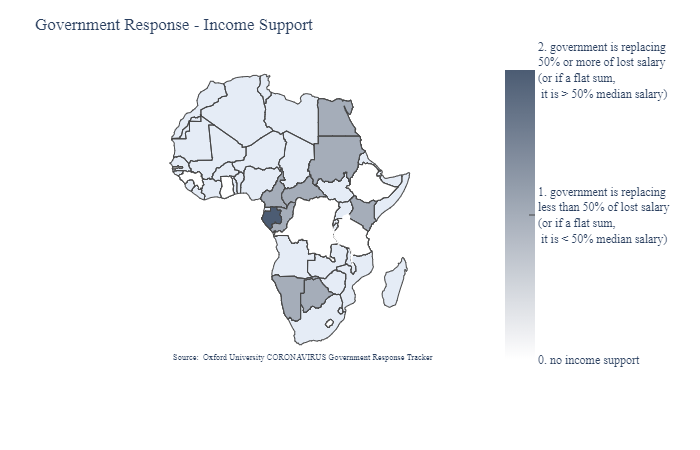 Government Response - Income Support
2. government is replacing
50% or more of lost salary
(or if a flat sum,
it is > 50% median salary)
1. government is replacing
less than 50% of lost salary
(or if a flat sum,
it is < 50% median salary)
0. no income support
Source: Oxford University CORONAVIRUS Government Response Tracker